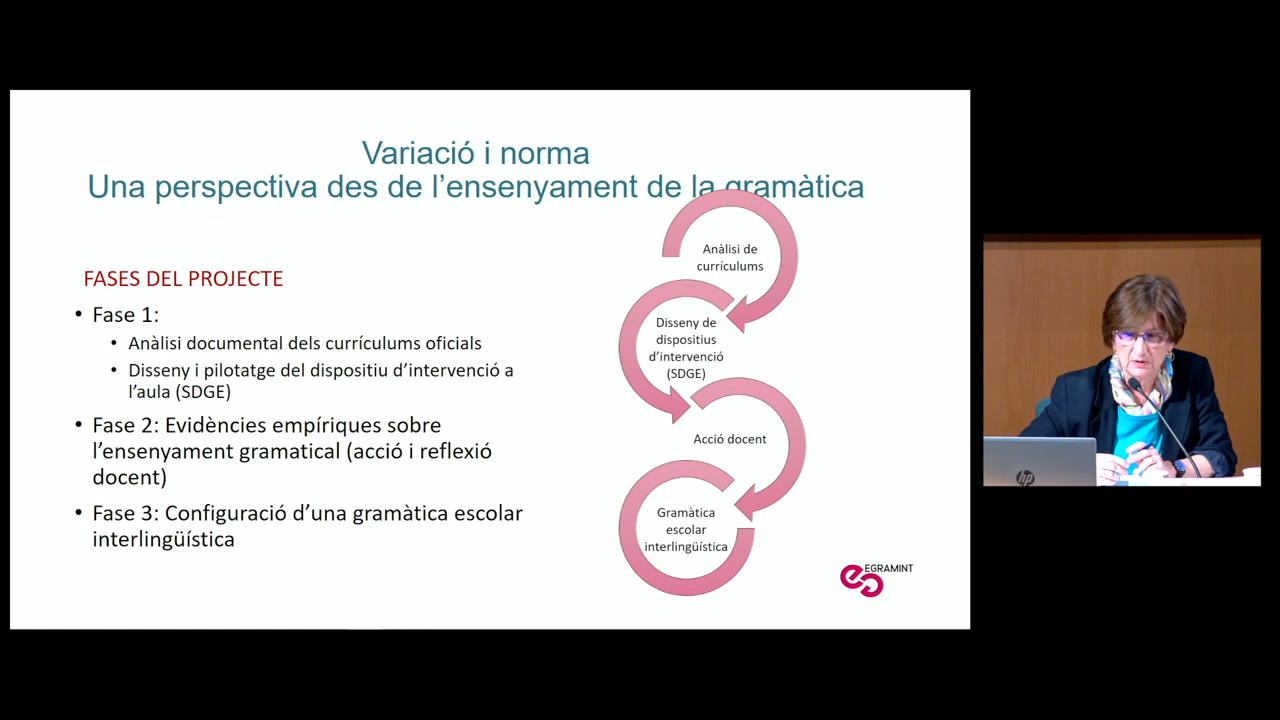 Variació i norma
Una perspectiva des de l'ensenyament de la gramàtica
FASES DEL PROJECTE
• Fase 1:
• Anàlisi documental dels currículums oficials
• Disseny i pilotatge del dispositiu d'intervenció a
l'aula (SDGE)
• Fase 2: Evidències empíriques sobre
l'ensenyament gramatical (acció i reflexió
docent)
• Fase 3: Configuració d'una gramàtica escolar
interlingüística
Anàlisi de
currículums
Disseny de
dispositius
d'intervenció
(SDGE)
Acció docent
Gramàtica
escolar
interlingüística
EGRAMINT
hp